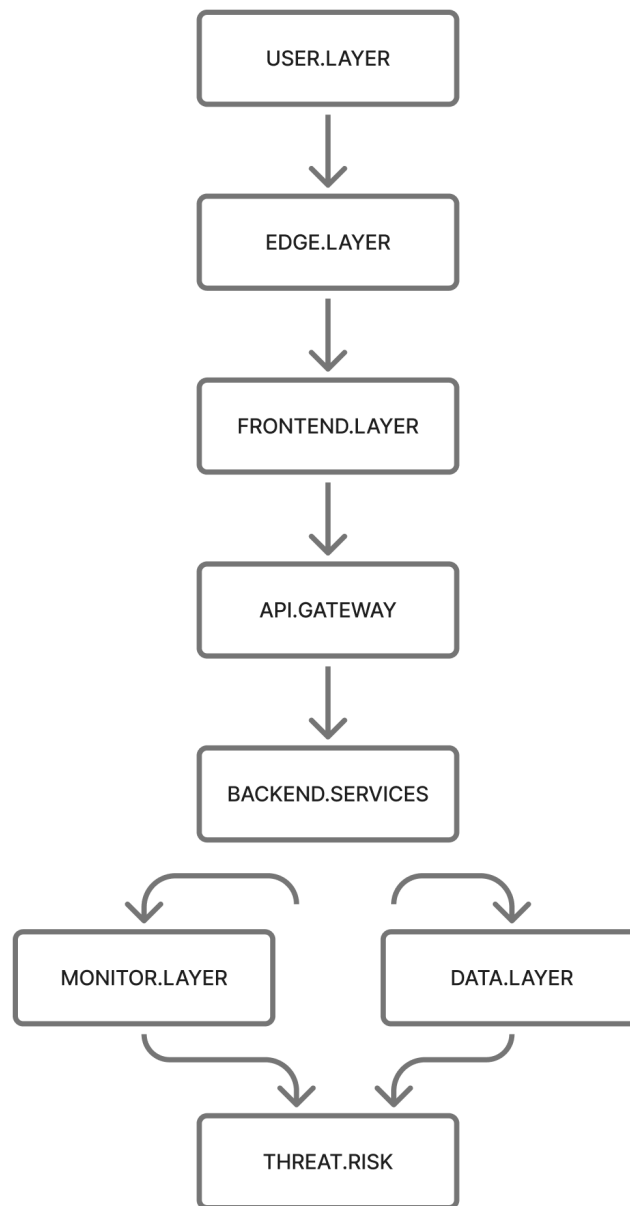 USER.LAYER
EDGE.LAYER
FRONTEND.LAYER
API.GATEWAY
BACKEND.SERVICES
MONITOR.LAYER
DATA.LAYER
THREAT.RISK